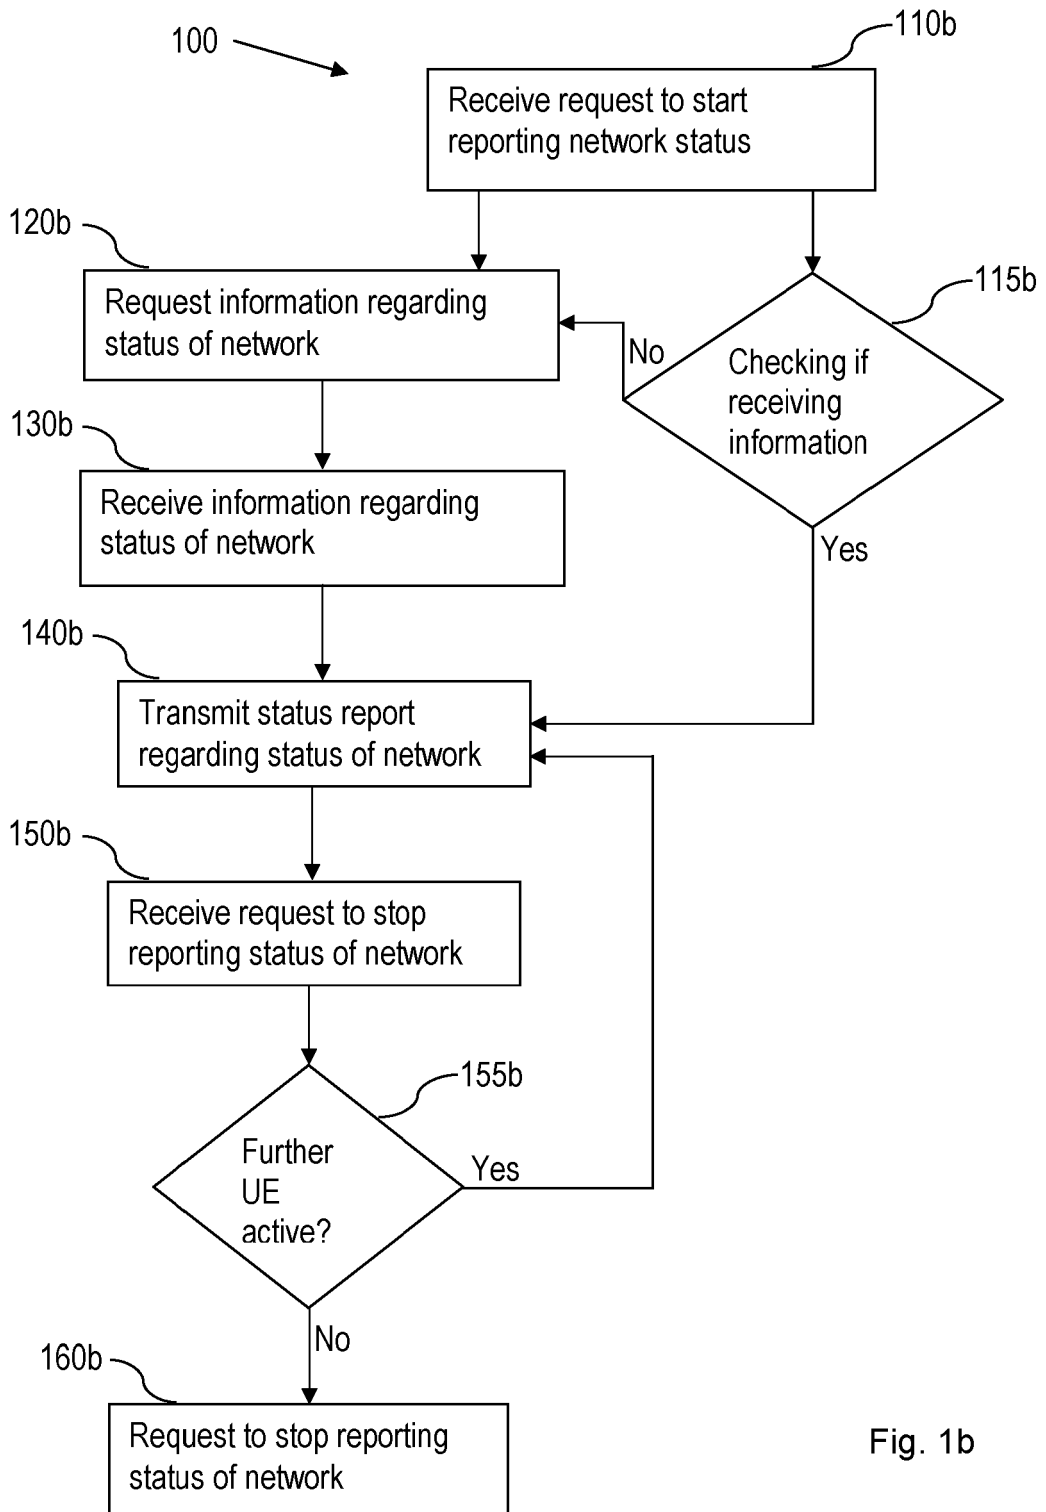 100
110b
Receive request to start
reporting network status
120b
Request information regarding
status of network
115b
No
Checking if
receiving
information
130b
Receive information regarding
status of network
Yes
140b
Transmit status report
regarding status of network
150b
Receive request to stop
reporting status of network
155b
Further
UE
active?
Yes
No
160b
Request to stop reporting
status of network
Fig. 1b